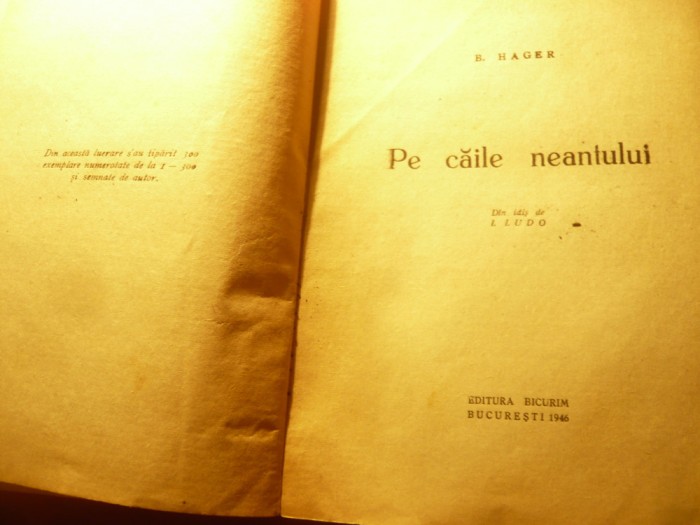 Din această lucrare s'au tipărit 300
exemplare numerotate de la 1 — 300
și semnate de autor.
B. HAGER
Pe căile neantului
Din idiș de
I. LUDO
EDITURA BICURIM
BUCUREȘTI 1946